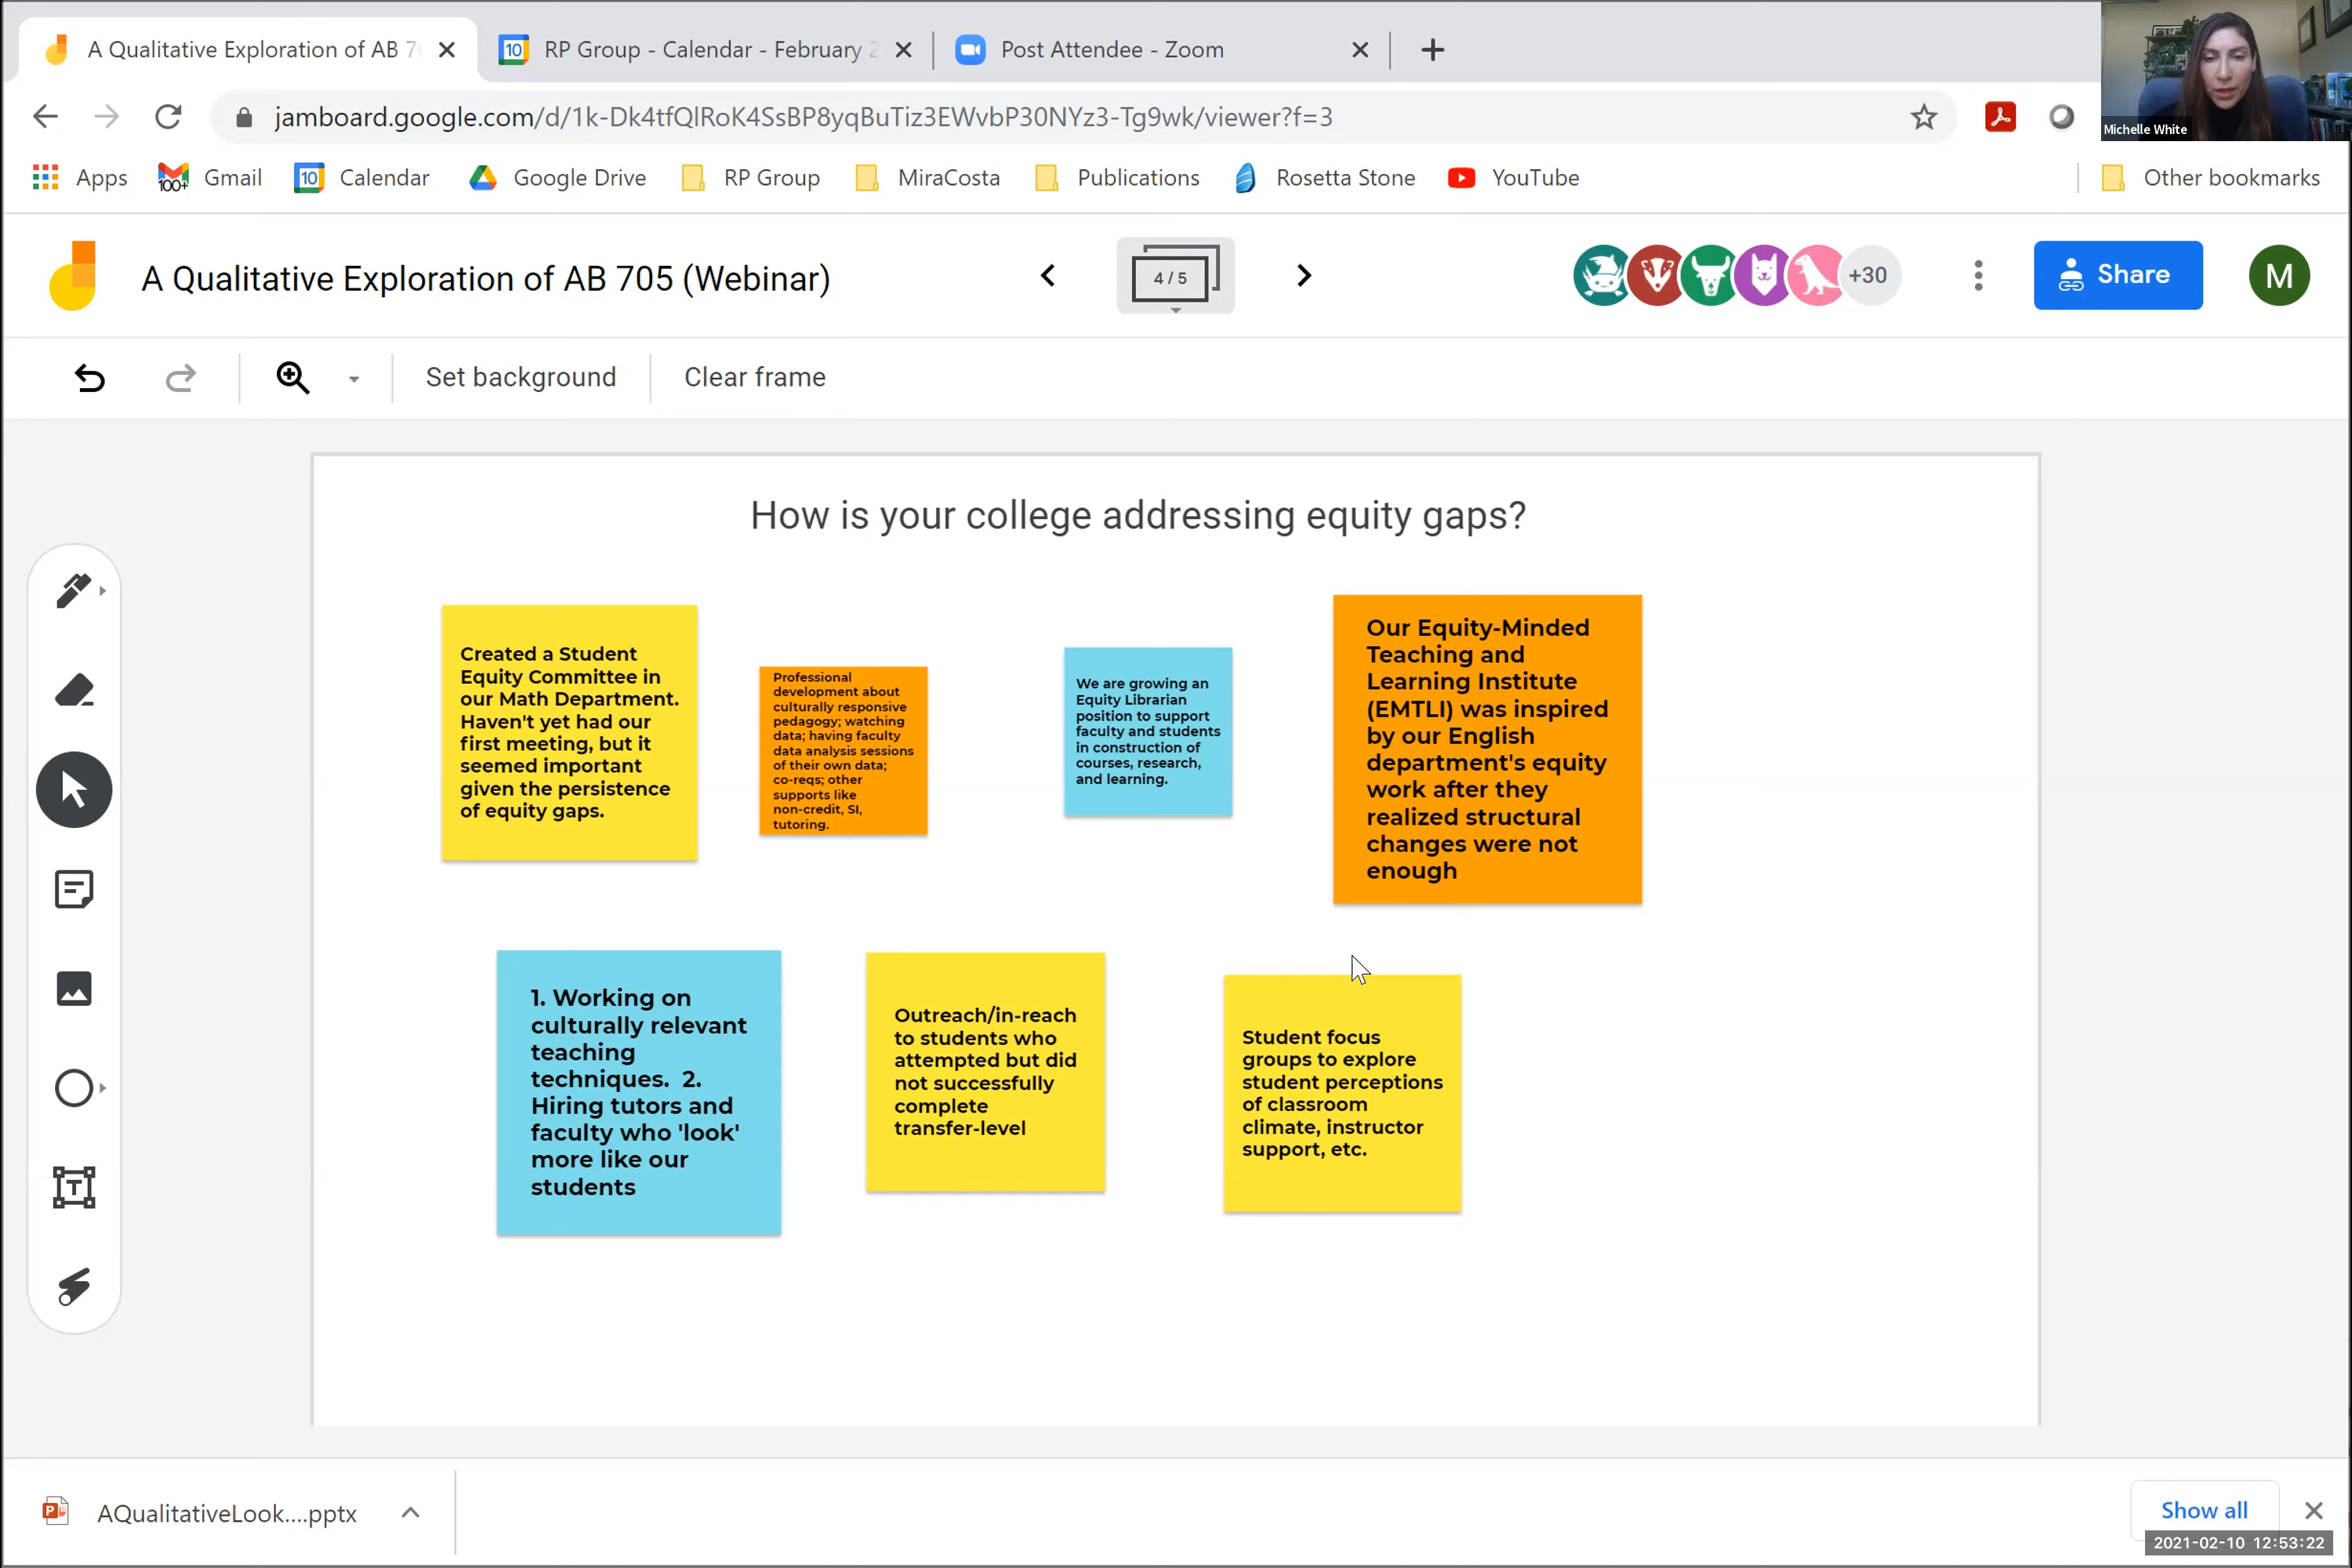 A Qualitative Exploration of AB 7
RP Group - Calendar - February 2
Post Attendee - Zoom
Michelle White
jamboard.google.com/d/1k-Dk4tfQlRoK4SsBP8yqBuTiz3EWvbP30NYz3-Tg9wk/viewer?f=3
Apps
100+
Gmail
10
Calendar
Google Drive
RP Group
MiraCosta
Publications
Rosetta Stone
YouTube
Other bookmarks
A Qualitative Exploration of AB 705 (Webinar)
4 / 5
+30
Share
M
Set background
Clear frame
How is your college addressing equity gaps?
Created a Student
Equity Committee in
our Math Department.
Haven't yet had our
first meeting, but it
seemed important
given the persistence
of equity gaps.
Professional
development about
culturally responsive
pedagogy; watching
data; having faculty
data analysis sessions
of their own data;
co-reqs; other
supports like
non-credit, SI,
tutoring.
We are growing an
Equity Librarian
position to support
faculty and students
in construction of
courses, research,
and learning.
Our Equity-Minded
Teaching and
Learning Institute
(EMTLI) was inspired
by our English
department's equity
work after they
realized structural
changes were not
enough
1. Working on
culturally relevant
teaching
techniques.  2.
Hiring tutors and
faculty who 'look'
more like our
students
Outreach/in-reach
to students who
attempted but did
not successfully
complete
transfer-level
Student focus
groups to explore
student perceptions
of classroom
climate, instructor
support, etc.
AQualitativeLook....pptx
Show all
2021-02-10 12:53:22